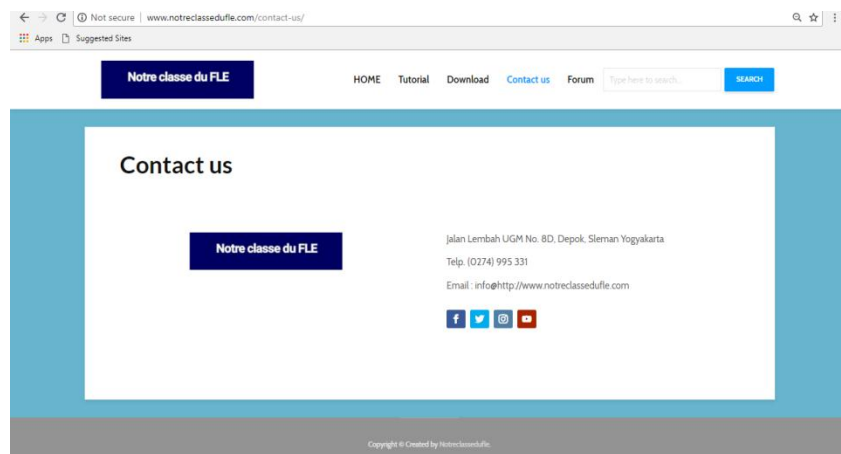 Not secure | www.notreclassedufle.com/contact-us/
Apps Suggested Sites
Notre classe du FLE HOME Tutorial Download Contact us Forum Type here to search... SEARCH
Contact us
Notre classe du FLE
Jalan Lembah UGM No. 8D, Depok, Sleman Yogyakarta
Telp. (0274) 995 331
Email : info@http://www.notreclassedufle.com
Copyright © Created by Notreclassedufle.